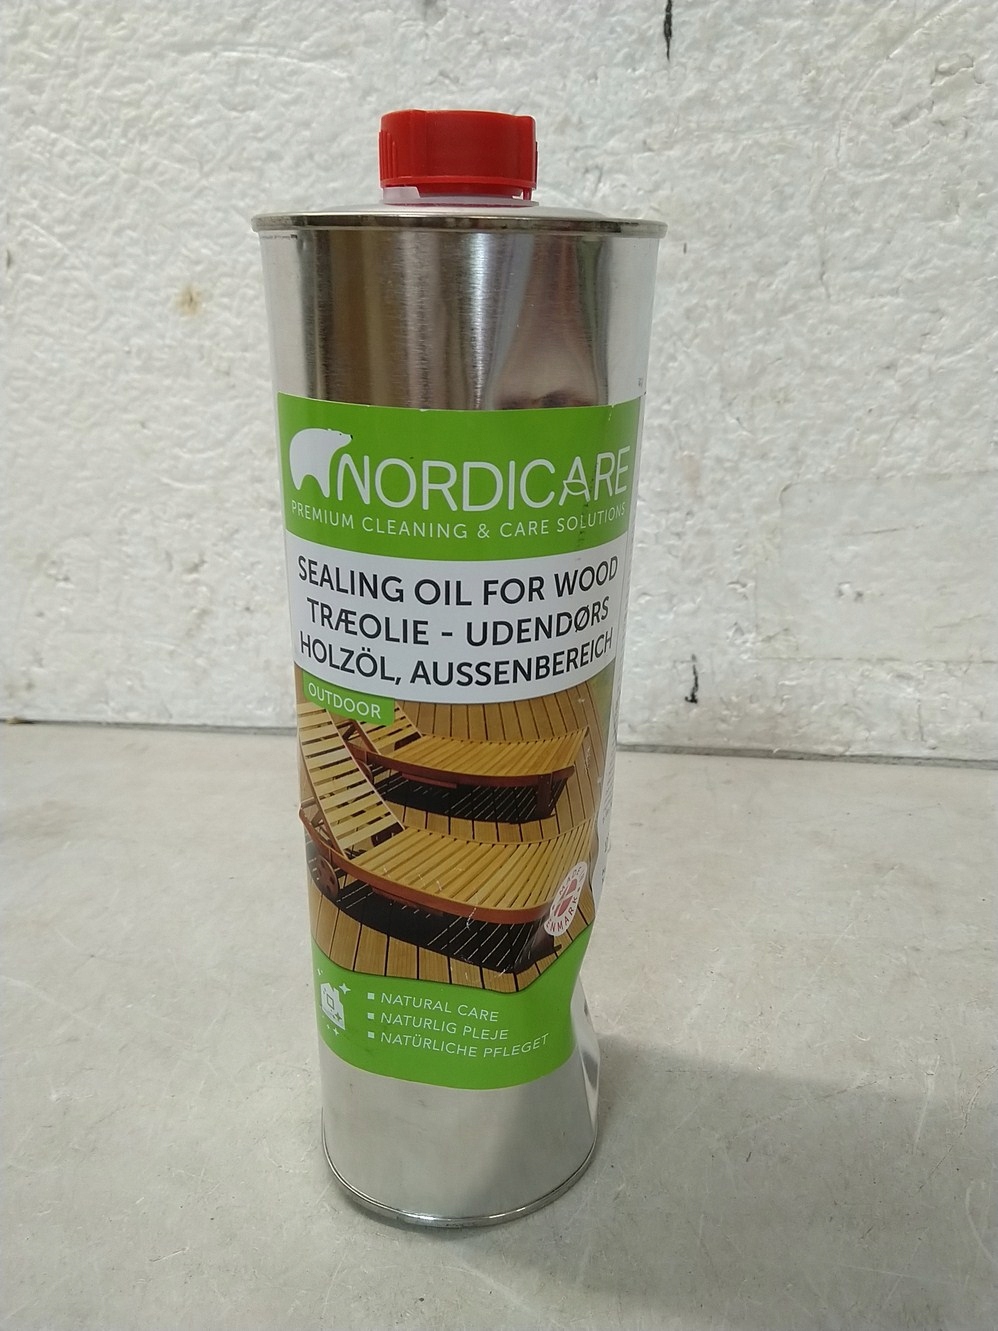 NORDICARE
PREMIUM CLEANING & CARE SOLUTIONS
SEALING OIL FOR WOOD
TRÆOLIE - UDENDØRS
HOLZÖL, AUSSENBEREICH
OUTDOOR
ENMARK
NATURAL CARE
NATURLIG PLEJE
NATÜRLICHE PFLEGET